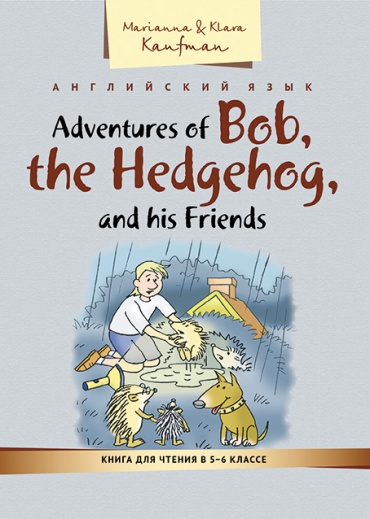 Marianna & Klara
Kaufman
АНГЛИЙСКИЙ ЯЗЫК
Adventures of Bob,
the Hedgehog,
and his Friends
КНИГА ДЛЯ ЧТЕНИЯ В 5–6 КЛАССЕ